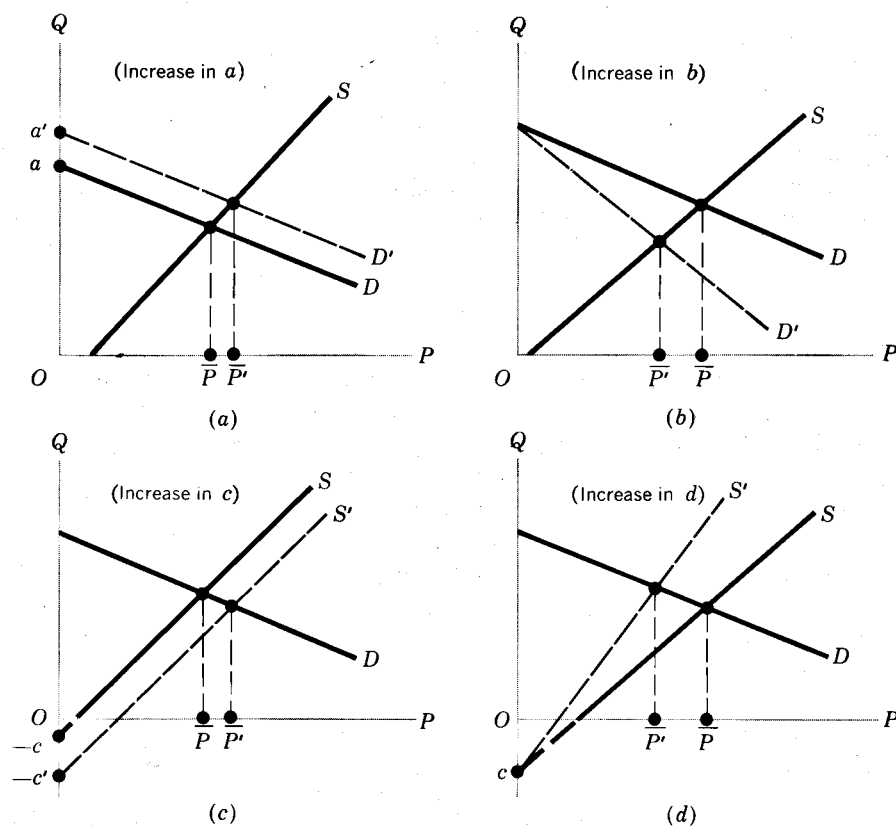 Q
(Increase in a)
S
a'
a
D'
D
O
P̅
P̅'
P
(a)
Q
(Increase in b)
S
D
D'
O
P̅'
P̅
P
(b)
Q
(Increase in c)
S
S'
D
O
P̅
P̅'
P
—c
—c'
(c)
Q
(Increase in d)
S'
S
D
O
P̅'
P̅
P
c
(d)